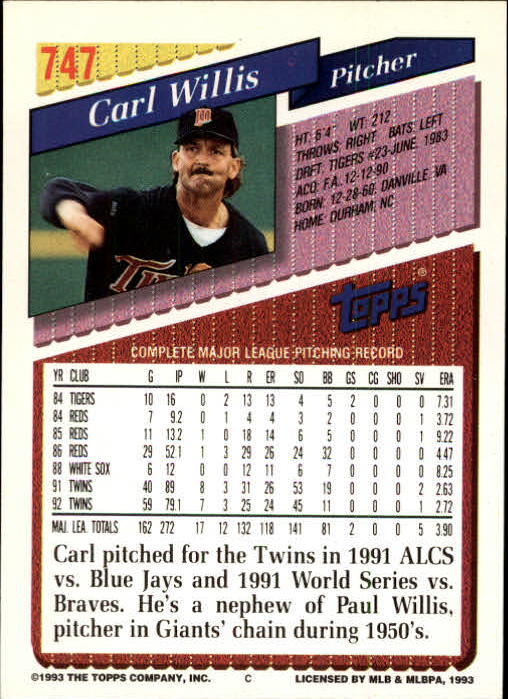 747
Carl Willis
Pitcher
HT: 6'4" WT: 212
THROWS: RIGHT BATS: LEFT
DRFT: TIGERS #23-JUNE, 1983
ACQ: F.A., 12-12-90
BORN: 12-28-60, DANVILLE, VA
HOME: DURHAM, NC
TWINS
TOPPS®
COMPLETE MAJOR LEAGUE PITCHING RECORD
YR CLUB G IP W L R ER SO BB GS CG SHO SV ERA
84 TIGERS 10 16 0 2 13 13 4 5 2 0 0 0 7.31
84 REDS 7 9.2 0 1 4 4 3 2 0 0 0 1 3.72
85 REDS 11 13.2 1 0 18 14 6 5 0 0 0 1 9.22
86 REDS 29 52.1 1 3 29 26 24 32 0 0 0 0 4.47
88 WHITE SOX 6 12 0 0 12 11 6 7 0 0 0 0 8.25
91 TWINS 40 89 8 3 31 26 53 19 0 0 0 2 2.63
92 TWINS 59 79.1 7 3 25 24 45 11 0 0 0 1 2.72
MAJ. LEA. TOTALS 162 272 17 12 132 118 141 81 2 0 0 5 3.90
Carl pitched for the Twins in 1991 ALCS
vs. Blue Jays and 1991 World Series vs.
Braves. He's a nephew of Paul Willis,
pitcher in Giants' chain during 1950's.
©1993 THE TOPPS COMPANY, INC. C LICENSED BY MLB & MLBPA, 1993